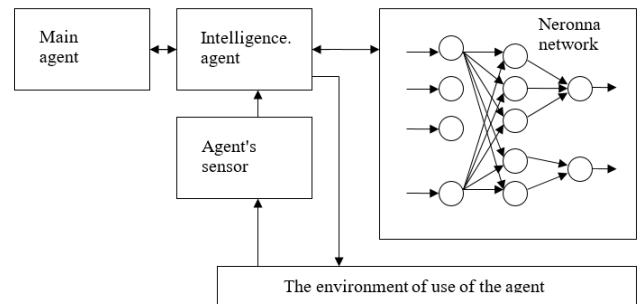 Main
agent
Intelligence.
agent
Neronna
network
Agent's
sensor
The environment of use of the agent